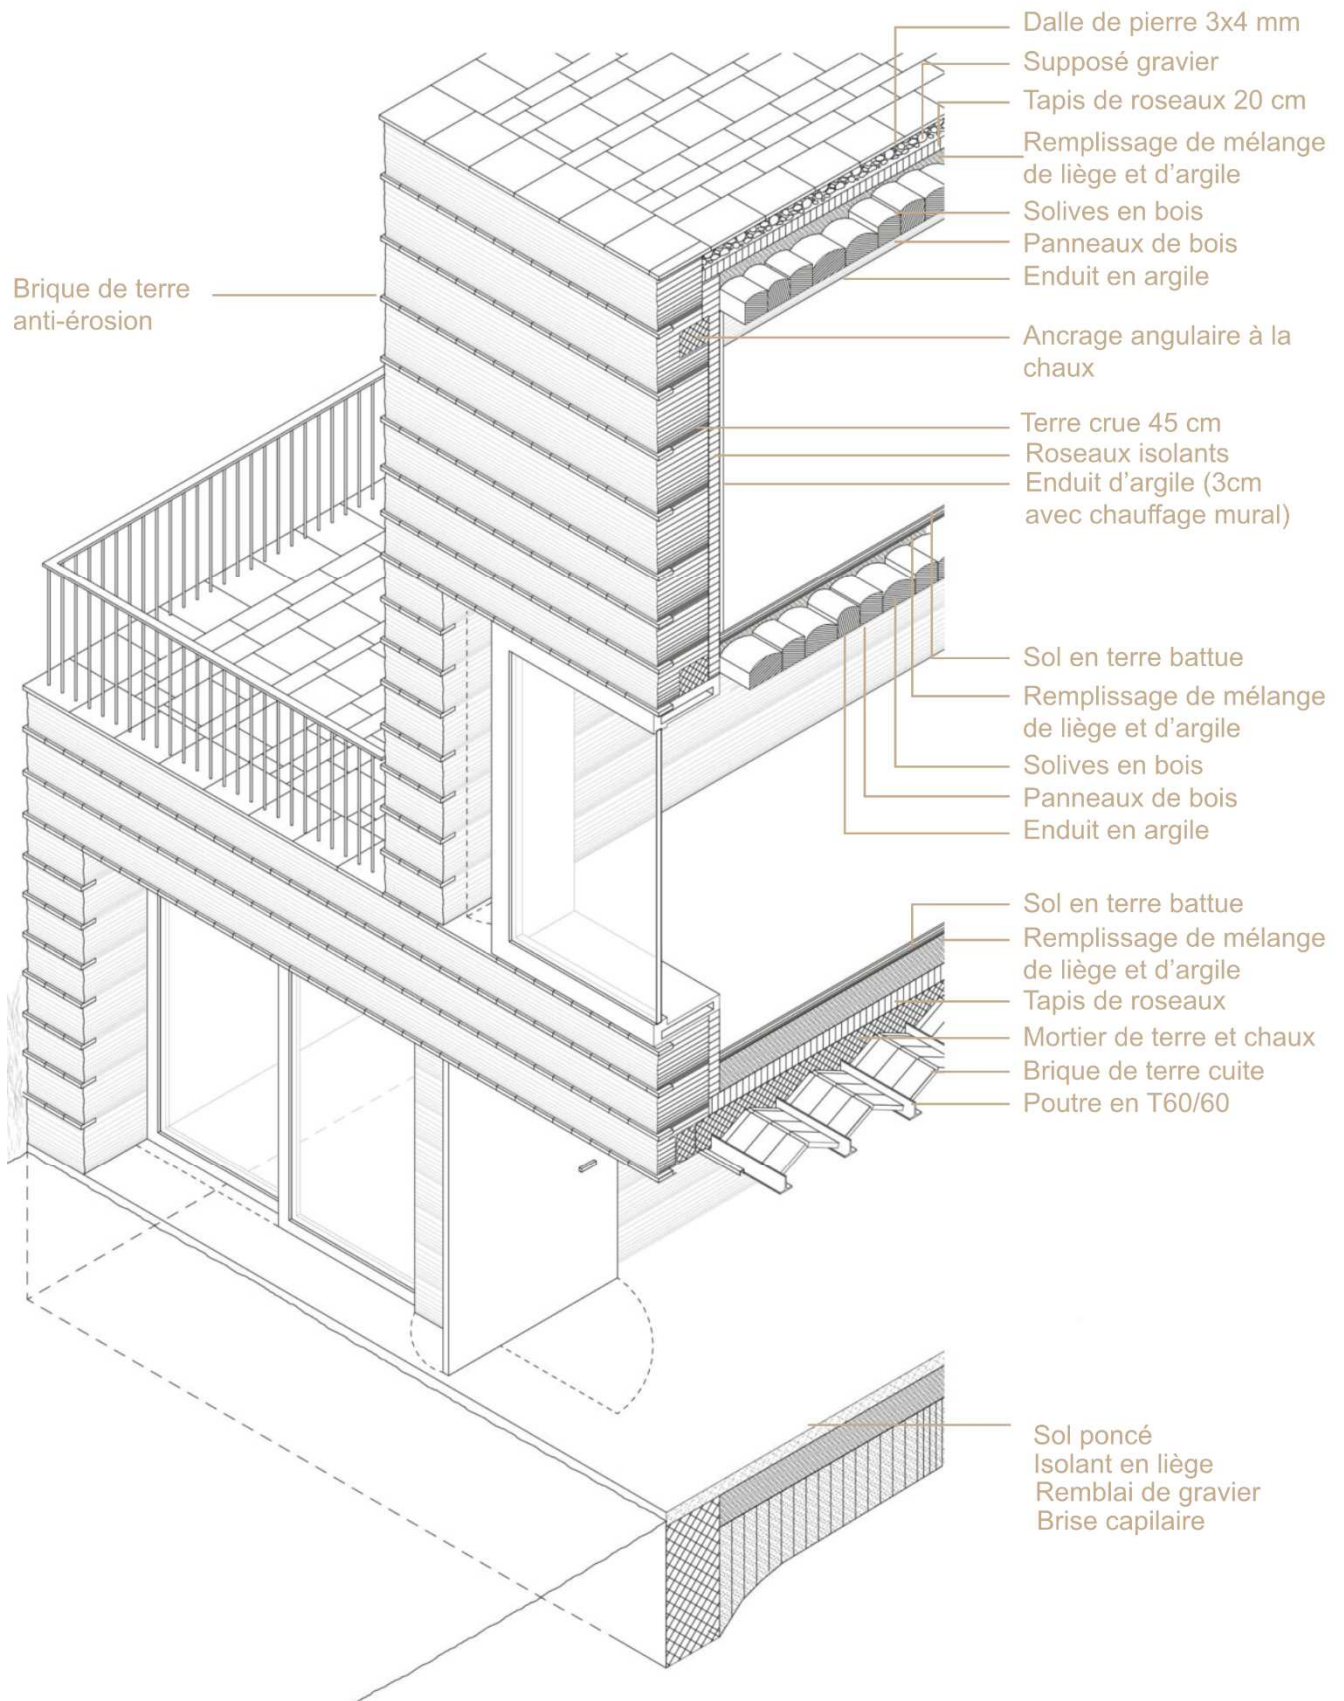 Dalle de pierre 3x4 mm
Supposé gravier
Tapis de roseaux 20 cm
Remplissage de mélange
de liège et d'argile
Solives en bois
Panneaux de bois
Enduit en argile
Brique de terre
anti-érosion
Ancrage angulaire à la
chaux
Terre crue 45 cm
Roseaux isolants
Enduit d'argile (3cm
avec chauffage mural)
Sol en terre battue
Remplissage de mélange
de liège et d'argile
Solives en bois
Panneaux de bois
Enduit en argile
Sol en terre battue
Remplissage de mélange
de liège et d'argile
Tapis de roseaux
Mortier de terre et chaux
Brique de terre cuite
Poutre en T60/60
Sol poncé
Isolant en liège
Remblai de gravier
Brise capilaire